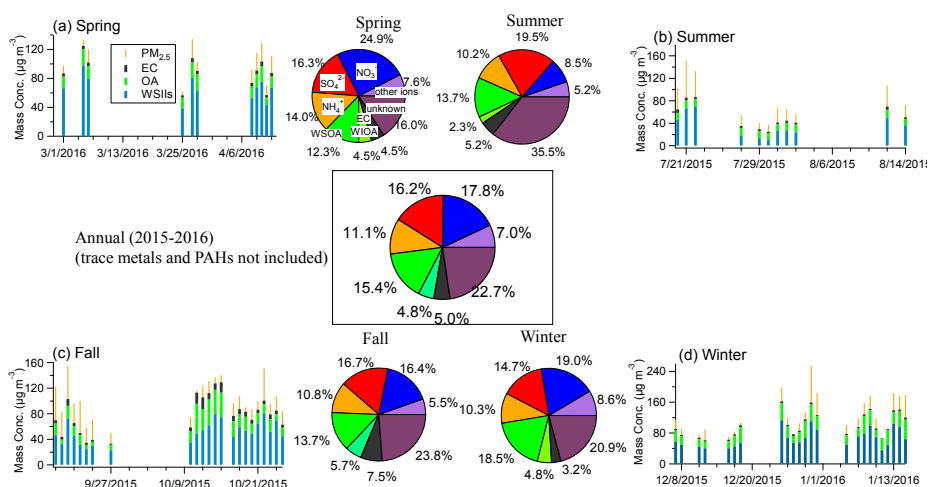 (a) Spring
Mass Conc. (µg m-3)
120
80
40
0
PM2.5
EC
OA
WSIIs
3/1/2016
3/13/2016
3/25/2016
4/6/2016
Spring
24.9%
16.3%
NO3-
SO42-
7.6%
other ions
NH4+
unknown
14.0%
EC
16.0%
WSOA
WIOA
12.3%
4.5%
4.5%
Summer
19.5%
10.2%
8.5%
5.2%
13.7%
2.3%
5.2%
35.5%
(b) Summer
Mass Conc. (µg m-3)
160
120
80
40
0
7/21/2015
7/29/2015
8/6/2015
8/14/2015
Annual (2015-2016)
(trace metals and PAHs not included)
16.2%
17.8%
11.1%
7.0%
15.4%
22.7%
4.8%
5.0%
(c) Fall
Mass Conc. (µg m-3)
160
120
80
40
0
9/27/2015
10/9/2015
10/21/2015
Fall
16.7%
16.4%
10.8%
5.5%
13.7%
23.8%
5.7%
7.5%
Winter
14.7%
19.0%
10.3%
8.6%
18.5%
20.9%
4.8%
3.2%
(d) Winter
Mass Conc. (µg m-3)
240
160
80
0
12/8/2015
12/20/2015
1/1/2016
1/13/2016